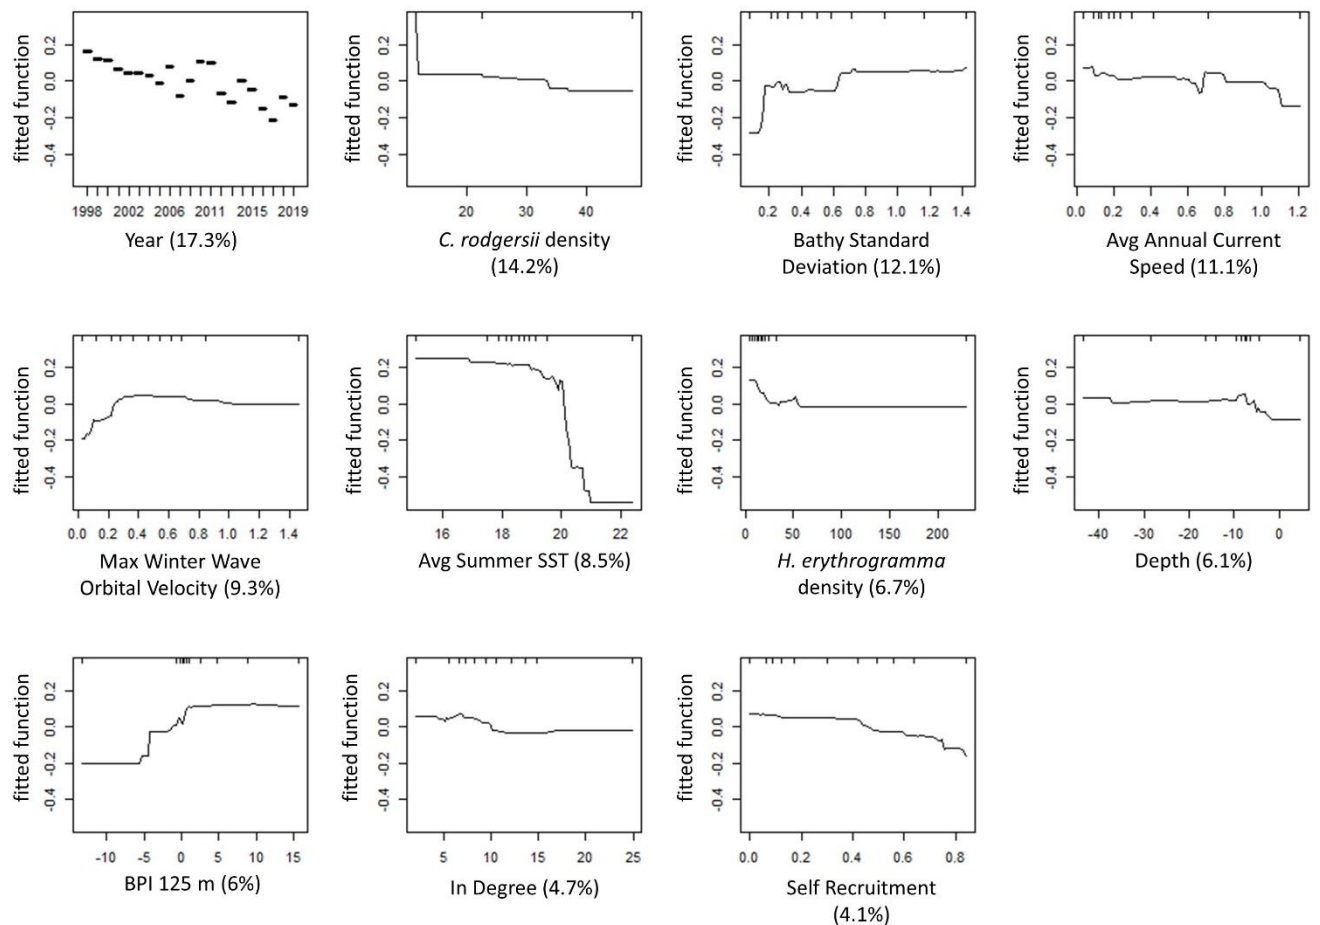 fitted function
0.2
0.0
-0.2
-0.4
1998 2002 2006 2011 2015 2019
Year (17.3%)
fitted function
0.2
0.0
-0.2
-0.4
20 30 40
C. rodgersii density
(14.2%)
fitted function
0.2
0.0
-0.2
-0.4
0.2 0.4 0.6 0.8 1.0 1.2 1.4
Bathy Standard
Deviation (12.1%)
fitted function
0.2
0.0
-0.2
-0.4
0.0 0.2 0.4 0.6 0.8 1.0 1.2
Avg Annual Current
Speed (11.1%)
fitted function
0.2
0.0
-0.2
-0.4
0.0 0.2 0.4 0.6 0.8 1.0 1.2 1.4
Max Winter Wave
Orbital Velocity (9.3%)
fitted function
0.2
0.0
-0.2
-0.4
16 18 20 22
Avg Summer SST (8.5%)
fitted function
0.2
0.0
-0.2
-0.4
0 50 100 150 200
H. erythrogramma
density (6.7%)
fitted function
0.2
0.0
-0.2
-0.4
-40 -30 -20 -10 0
Depth (6.1%)
fitted function
0.2
0.0
-0.2
-0.4
-10 -5 0 5 10 15
BPI 125 m (6%)
fitted function
0.2
0.0
-0.2
-0.4
5 10 15 20 25
In Degree (4.7%)
fitted function
0.2
0.0
-0.2
-0.4
0.0 0.2 0.4 0.6 0.8
Self Recruitment
(4.1%)